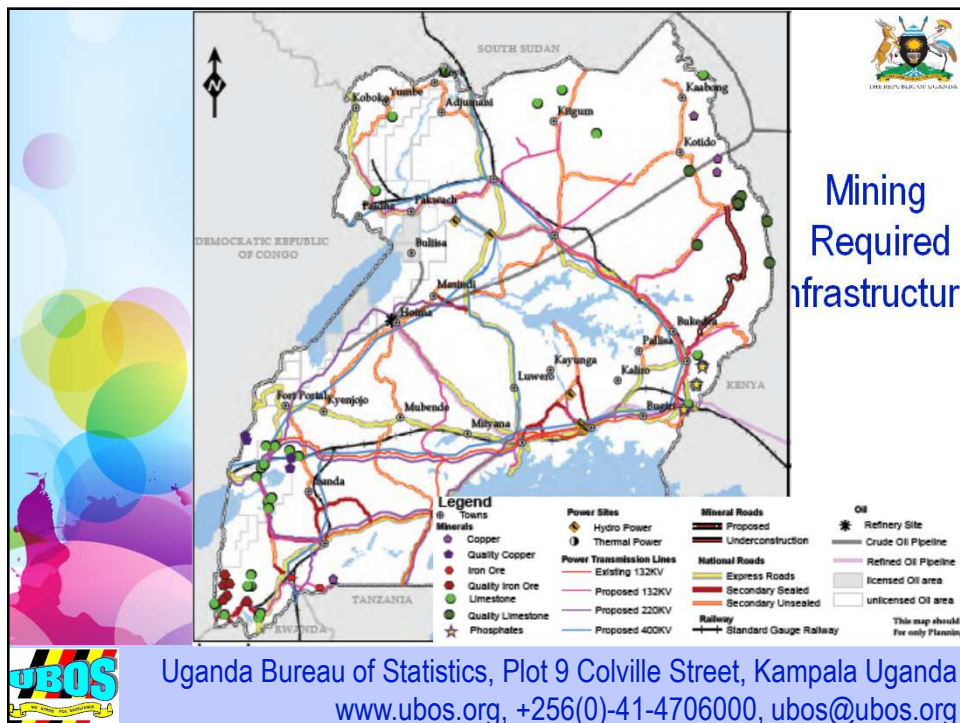 SOUTH SUDAN
THE REPUBLIC OF UGANDA
N
Moyo
Yumbe
Koboko
Adjumani
Kitgum
Kaabong
Kotido
Mining
Required
nfrastructur
Paidha
Pakwach
DEMOCRATIC REPUBLIC
OF CONGO
Buliisa
Masindi
Hoima
Bukedea
Pallisa
Kayunga
Luwero
Kaliro
KENYA
Fort Portal
Kyenjojo
Mubende
Mityana
Bugiri
Ibanda
TANZANIA
RWANDA
Legend
Towns
Minerals
Copper
Quality Copper
Iron Ore
Quality Iron Ore
Limestone
Quality Limestone
Phosphates
Power Sites
Hydro Power
Thermal Power
Power Transmission Lines
Existing 132KV
Proposed 132KV
Proposed 220KV
Proposed 400KV
Mineral Roads
Proposed
Underconstruction
National Roads
Express Roads
Secondary Sealed
Secondary Unsealed
Railway
Standard Gauge Railway
Oil
Refinery Site
Crude Oil Pipeline
Refined Oil Pipeline
licensed Oil area
unlicensed Oil area
This map should
For only Planning
UBOS
WE STRIVE FOR EXCELLENCE
Uganda Bureau of Statistics, Plot 9 Colville Street, Kampala Uganda
www.ubos.org, +256(0)-41-4706000, ubos@ubos.org